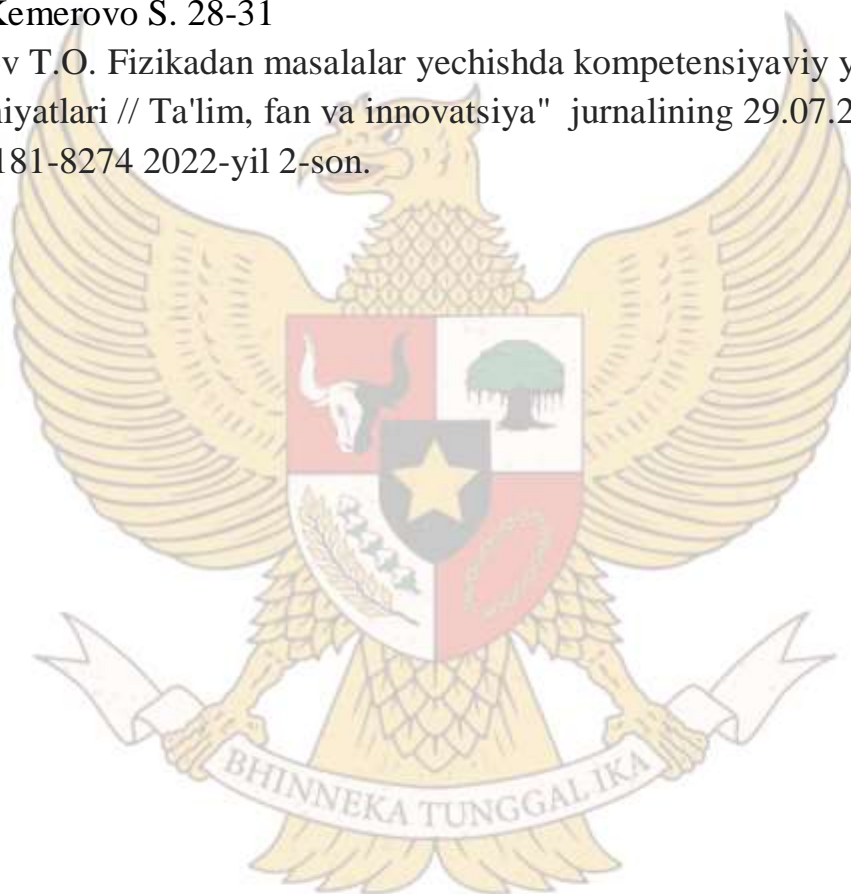 Kemerovo S. 28-31
v T.O. Fizikadan masalalar yechishda kompetensiyaviy y
niyatlari // Ta'lim, fan va innovatsiya" jurnalining 29.07.2
181-8274 2022-yil 2-son.
BHINNEKA TUNGGAL IKA